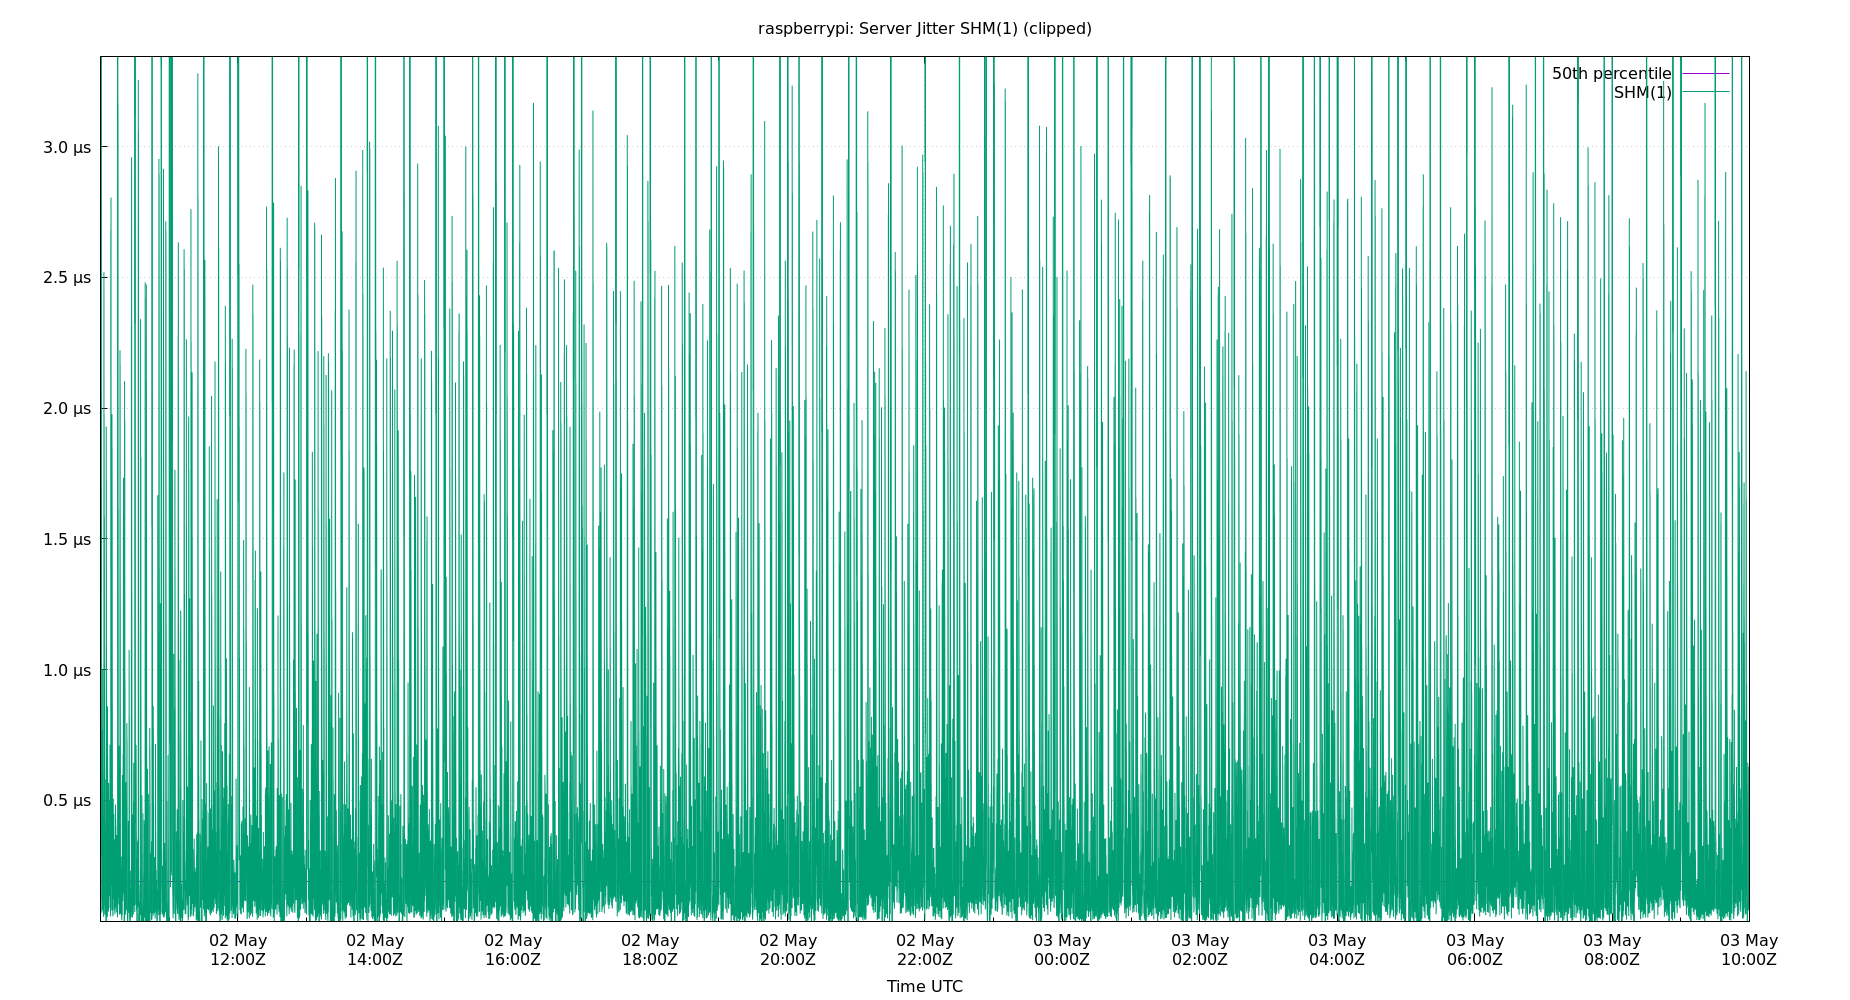 raspberrypi: Server Jitter SHM(1) (clipped)
50th percentile
SHM(1)
3.0 µs
2.5 µs
2.0 µs
1.5 µs
1.0 µs
0.5 µs
02 May 02 May 02 May 02 May 02 May 02 May 03 May 03 May 03 May 03 May 03 May 03 May
12:00Z 14:00Z 16:00Z 18:00Z 20:00Z 22:00Z 00:00Z 02:00Z 04:00Z 06:00Z 08:00Z 10:00Z
Time UTC